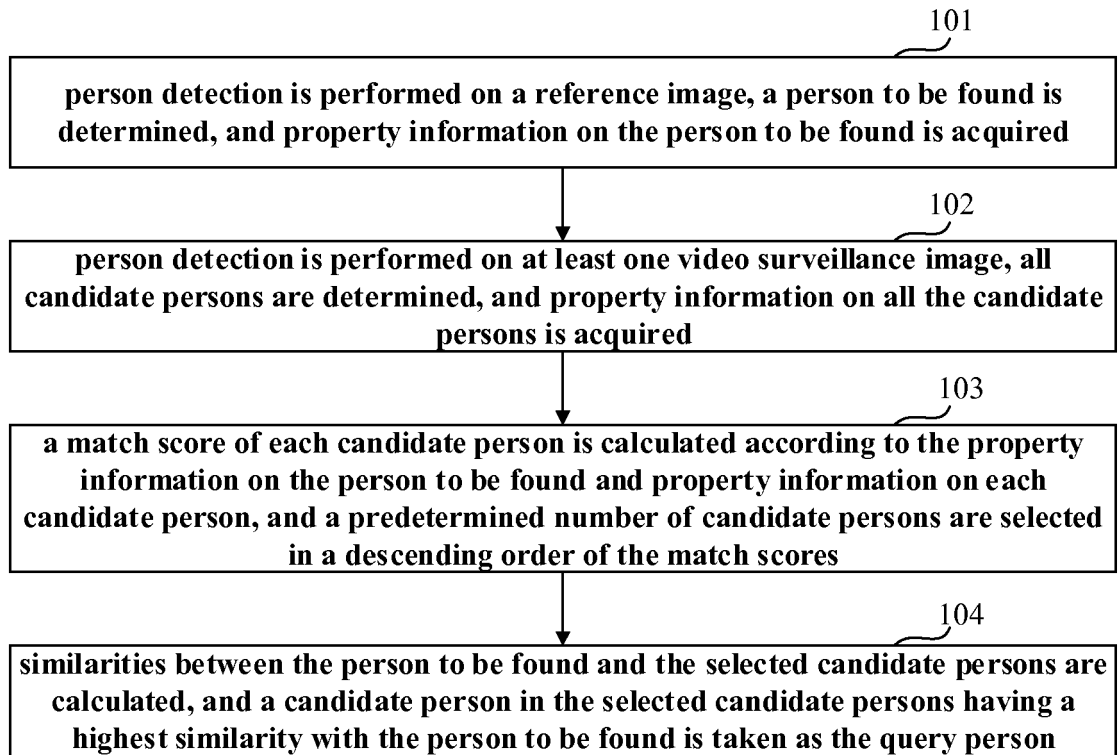 101
person detection is performed on a reference image, a person to be found is
determined, and property information on the person to be found is acquired
102
person detection is performed on at least one video surveillance image, all
candidate persons are determined, and property information on all the candidate
persons is acquired
103
a match score of each candidate person is calculated according to the property
information on the person to be found and property information on each
candidate person, and a predetermined number of candidate persons are selected
in a descending order of the match scores
104
similarities between the person to be found and the selected candidate persons are
calculated, and a candidate person in the selected candidate persons having a
highest similarity with the person to be found is taken as the query person